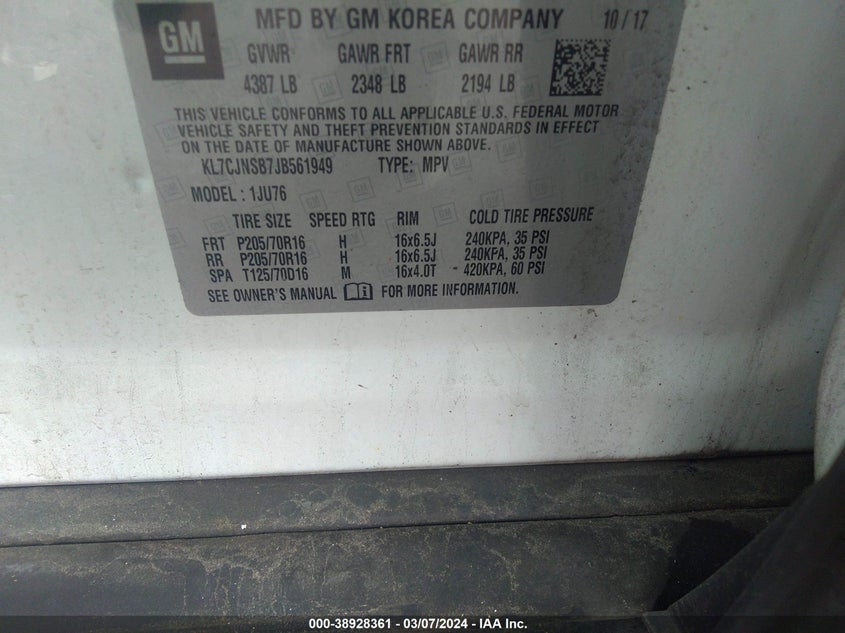 GM MFD BY GM KOREA COMPANY 10/17
GVWR GAWR FRT GAWR RR
4387 LB 2348 LB 2194 LB
THIS VEHICLE CONFORMS TO ALL APPLICABLE U.S. FEDERAL MOTOR
VEHICLE SAFETY AND THEFT PREVENTION STANDARDS IN EFFECT
ON THE DATE OF MANUFACTURE SHOWN ABOVE.
KL7CJNSB7JB561949 TYPE: MPV
MODEL: 1JU76
TIRE SIZE SPEED RTG RIM COLD TIRE PRESSURE
FRT P205/70R16 H 16x6.5J 240KPA, 35 PSI
RR P205/70R16 H 16x6.5J 240KPA, 35 PSI
SPA T125/70D16 M 16x4.0T 420KPA, 60 PSI
SEE OWNER'S MANUAL FOR MORE INFORMATION.
000-38928361 - 03/07/2024 - IAA Inc.